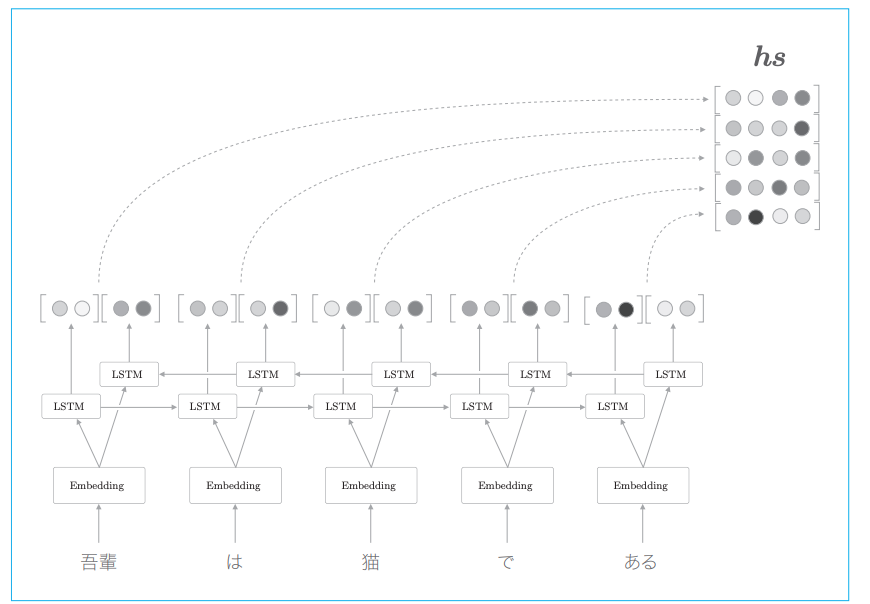 hs
LSTM LSTM LSTM LSTM LSTM
LSTM LSTM LSTM LSTM LSTM
Embedding Embedding Embedding Embedding Embedding
吾輩 は 猫 で ある